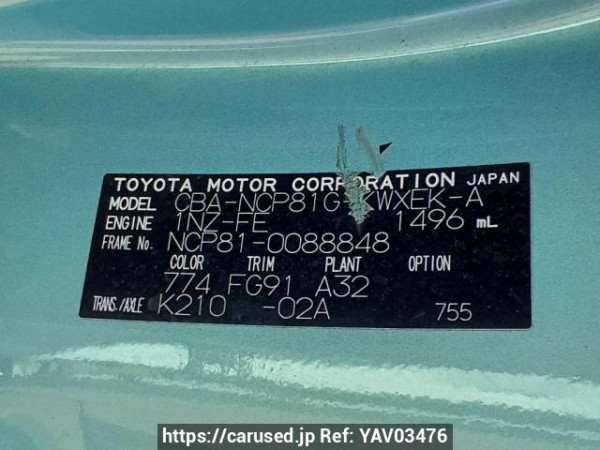 TOYOTA MOTOR CORPORATION JAPAN
MODEL CBA-NCP81G-KWXEK-A
ENGINE 1NZ-FE 1496 mL
FRAME No. NCP81-0088848
COLOR TRIM PLANT OPTION
774 FG91 A32
TRANS./AXLE K210 -02A 755
https://carused.jp Ref: YAV03476